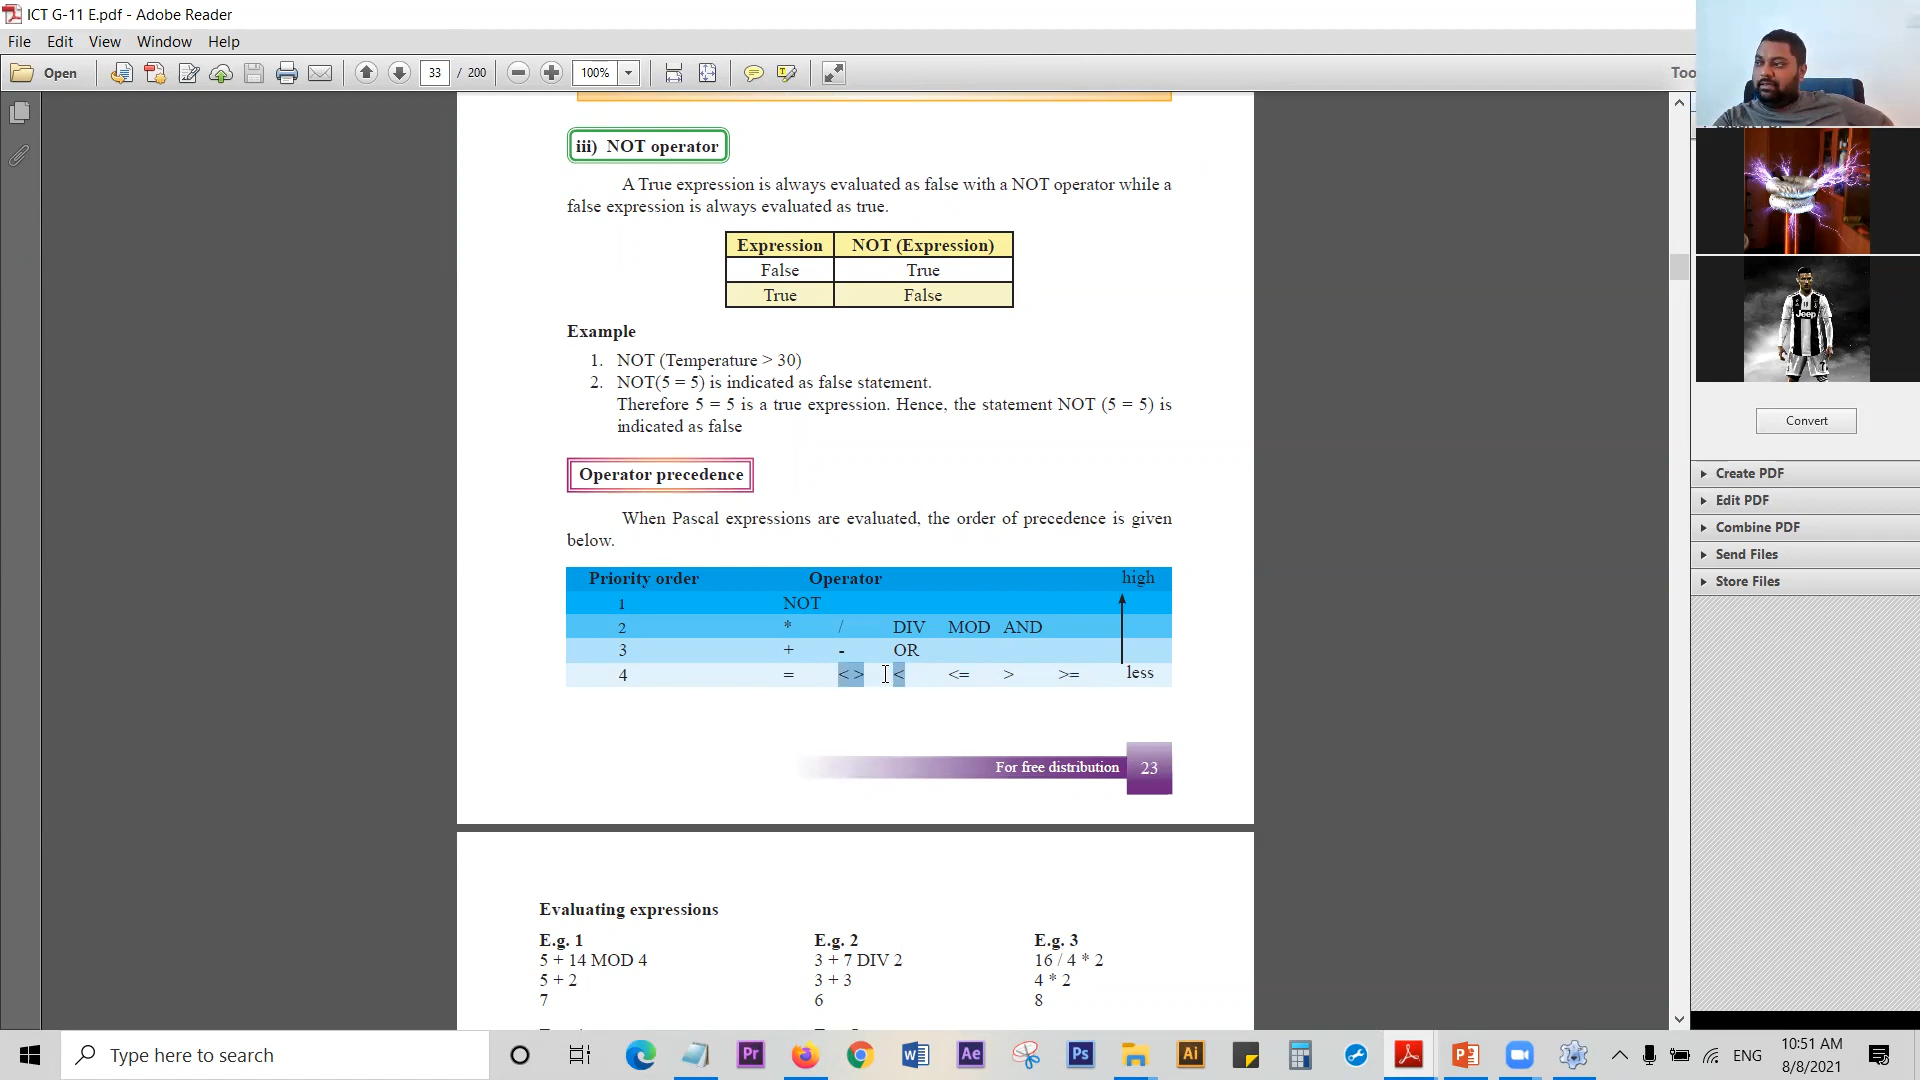 ICT G-11 E.pdf - Adobe Reader
File Edit View Window Help
Open 33 / 200 100% Too
iii) NOT operator
A True expression is always evaluated as false with a NOT operator while a
false expression is always evaluated as true.
Expression NOT (Expression)
False True
True False
Example
1. NOT (Temperature > 30)
2. NOT(5 = 5) is indicated as false statement.
Therefore 5 = 5 is a true expression. Hence, the statement NOT (5 = 5) is
indicated as false
Operator precedence
When Pascal expressions are evaluated, the order of precedence is given
below.
Priority order Operator high
1 NOT
2 * / DIV MOD AND
3 + - OR
4 = < > < <= > >= less
For free distribution 23
Evaluating expressions
E.g. 1 E.g. 2 E.g. 3
5 + 14 MOD 4 3 + 7 DIV 2 16 / 4 * 2
5 + 2 3 + 3 4 * 2
7 6 8
Jeep
Convert
Create PDF
Edit PDF
Combine PDF
Send Files
Store Files
Type here to search
Pr
Ae
Ps
Ai
ENG
10:51 AM
8/8/2021